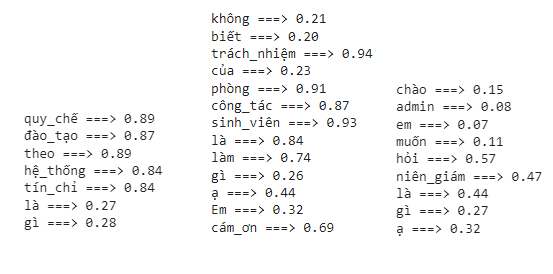 quy_chế ===> 0.89
đào_tạo ===> 0.87
theo ===> 0.89
hệ_thống ===> 0.84
tín_chỉ ===> 0.84
là ===> 0.27
gì ===> 0.28
không ===> 0.21
biết ===> 0.20
trách_nhiệm ===> 0.94
của ===> 0.23
phòng ===> 0.91
công_tác ===> 0.87
sinh_viên ===> 0.93
là ===> 0.84
làm ===> 0.74
gì ===> 0.26
ạ ===> 0.44
Em ===> 0.32
cám_ơn ===> 0.69
chào ===> 0.15
admin ===> 0.08
em ===> 0.07
muốn ===> 0.11
hỏi ===> 0.57
niên_giám ===> 0.47
là ===> 0.44
gì ===> 0.27
ạ ===> 0.32